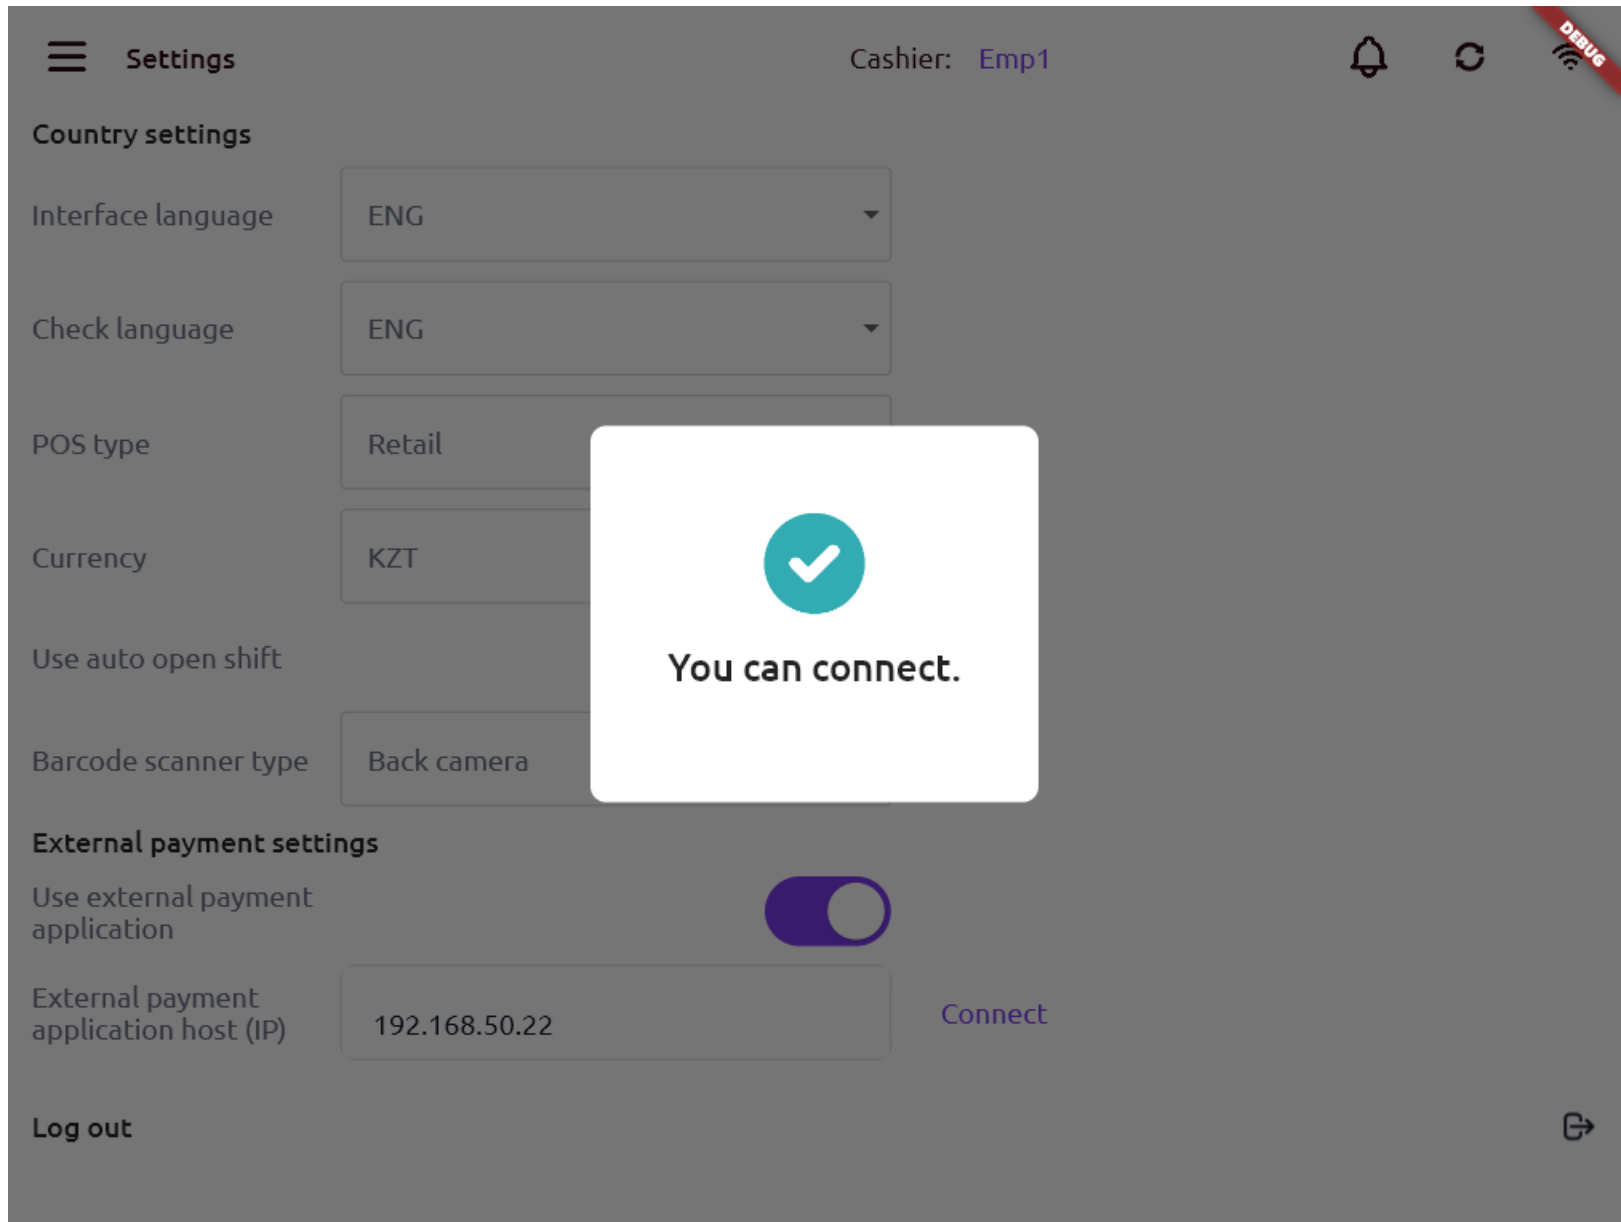 Settings
Cashier: Emp1
DEBUG
Country settings
Interface language
ENG
Check language
ENG
POS type
Retail
Currency
KZT
You can connect.
Use auto open shift
Barcode scanner type
Back camera
External payment settings
Use external payment
application
External payment
application host (IP)
192.168.50.22
Connect
Log out